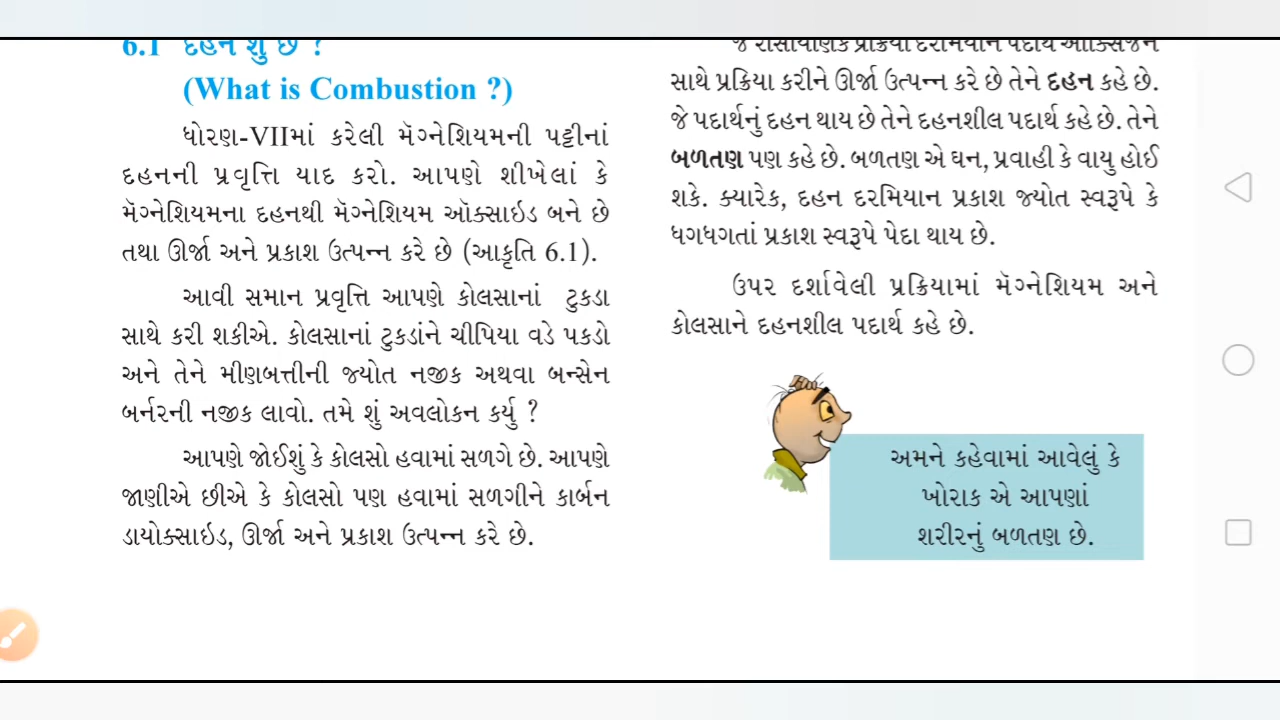 6.1 દહન શું છે ?
(What is Combustion ?)
ધોરણ-VIIમાં કરેલી મૅગ્નેશિયમની પટ્ટીનાં
દહનની પ્રવૃત્તિ યાદ કરો. આપણે શીખેલાં કે
મૅગ્નેશિયમના દહનથી મૅગ્નેશિયમ ઑક્સાઇડ બને છે
તથા ઊર્જા અને પ્રકાશ ઉત્પન્ન કરે છે (આકૃતિ 6.1).
આવી સમાન પ્રવૃત્તિ આપણે કોલસાનાં ટુકડા
સાથે કરી શકીએ. કોલસાનાં ટુકડાંને ચીપિયા વડે પકડો
અને તેને મીણબત્તીની જ્યોત નજીક અથવા બન્સેન
બર્નરની નજીક લાવો. તમે શું અવલોકન કર્યુ ?
આપણે જોઈશું કે કોલસો હવામાં સળગે છે. આપણે
જાણીએ છીએ કે કોલસો પણ હવામાં સળગીને કાર્બન
ડાયોક્સાઇડ, ઊર્જા અને પ્રકાશ ઉત્પન્ન કરે છે.
જે રાસાયણિક પ્રક્રિયા દરમિયાન પદાર્થ ઑક્સિજન
સાથે પ્રક્રિયા કરીને ઊર્જા ઉત્પન્ન કરે છે તેને દહન કહે છે.
જે પદાર્થનું દહન થાય છે તેને દહનશીલ પદાર્થ કહે છે. તેને
બળતણ પણ કહે છે. બળતણ એ ઘન, પ્રવાહી કે વાયુ હોઈ
શકે. ક્યારેક, દહન દરમિયાન પ્રકાશ જ્યોત સ્વરૂપે કે
ધગધગતાં પ્રકાશ સ્વરૂપે પેદા થાય છે.
ઉપર દર્શાવેલી પ્રક્રિયામાં મૅગ્નેશિયમ અને
કોલસાને દહનશીલ પદાર્થ કહે છે.
અમને કહેવામાં આવેલું કે
ખોરાક એ આપણાં
શરીરનું બળતણ છે.